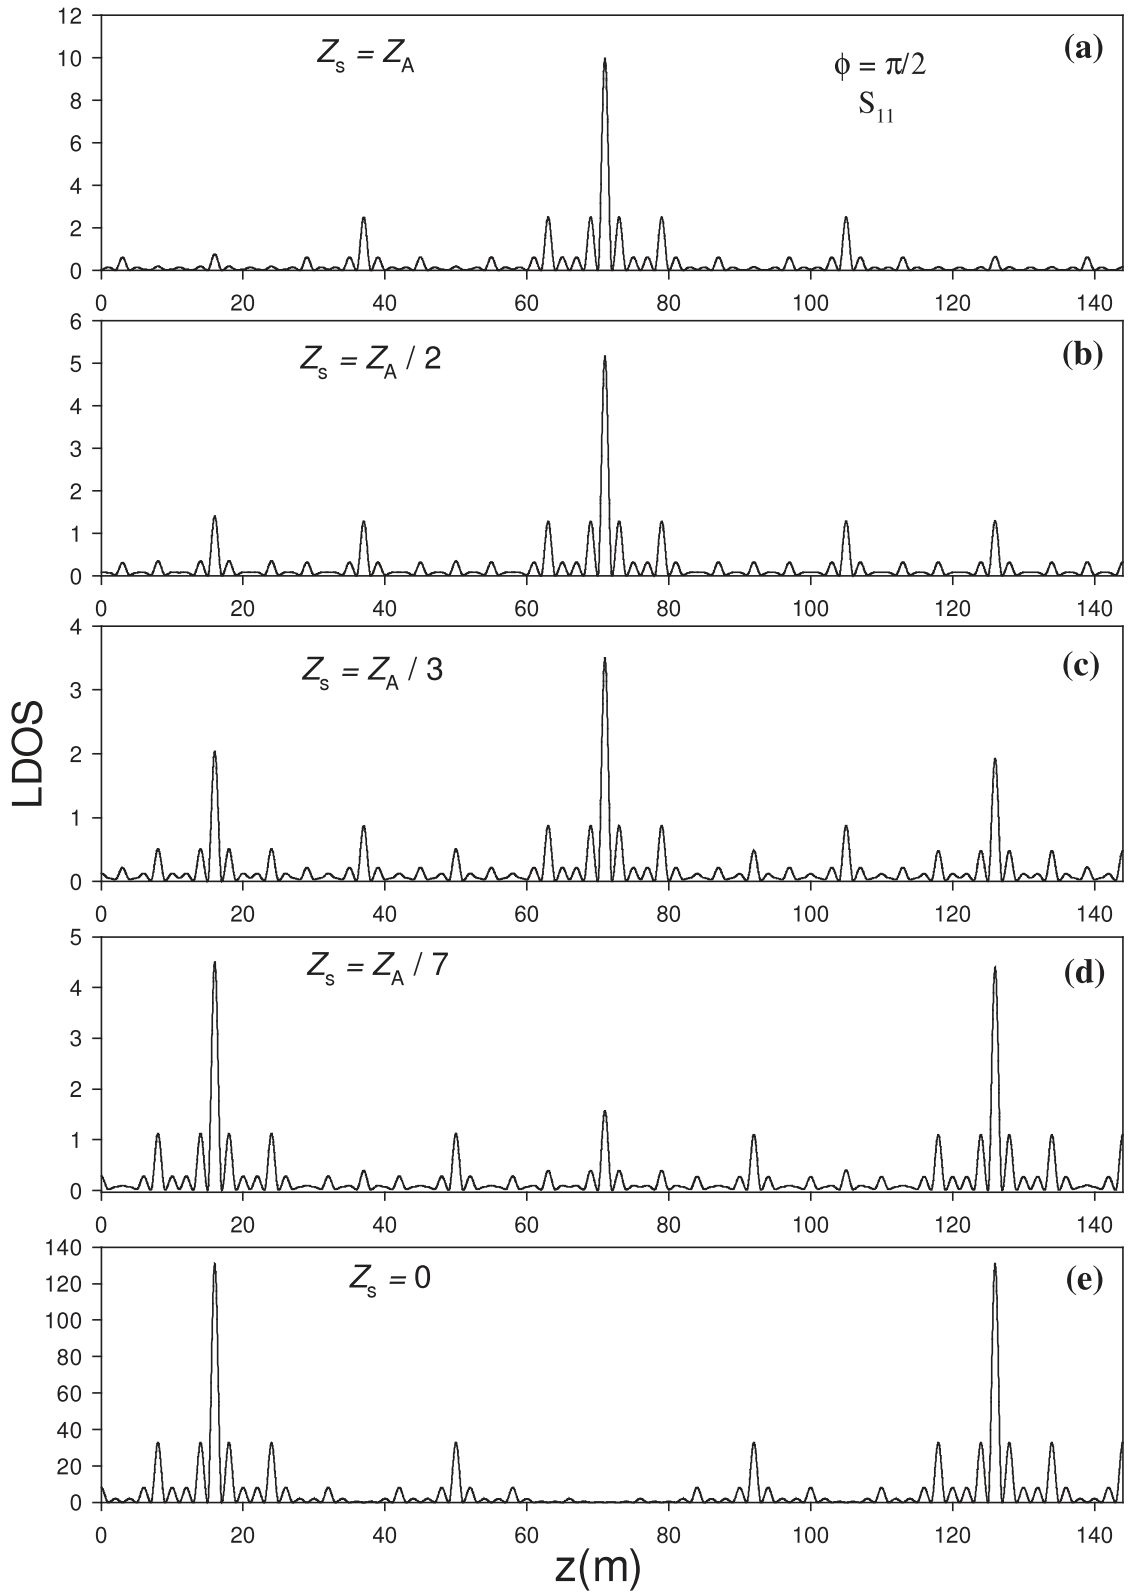 12
10
8
6
4
2
0
Z_s = Z_A
ϕ = π/2
S_11
(a)
0 20 40 60 80 100 120 140
6
5
4
3
2
1
0
Z_s = Z_A / 2
(b)
0 20 40 60 80 100 120 140
4
3
2
1
0
Z_s = Z_A / 3
(c)
0 20 40 60 80 100 120 140
LDOS
5
4
3
2
1
0
Z_s = Z_A / 7
(d)
0 20 40 60 80 100 120 140
140
120
100
80
60
40
20
0
Z_s = 0
(e)
0 20 40 60 80 100 120 140
z(m)